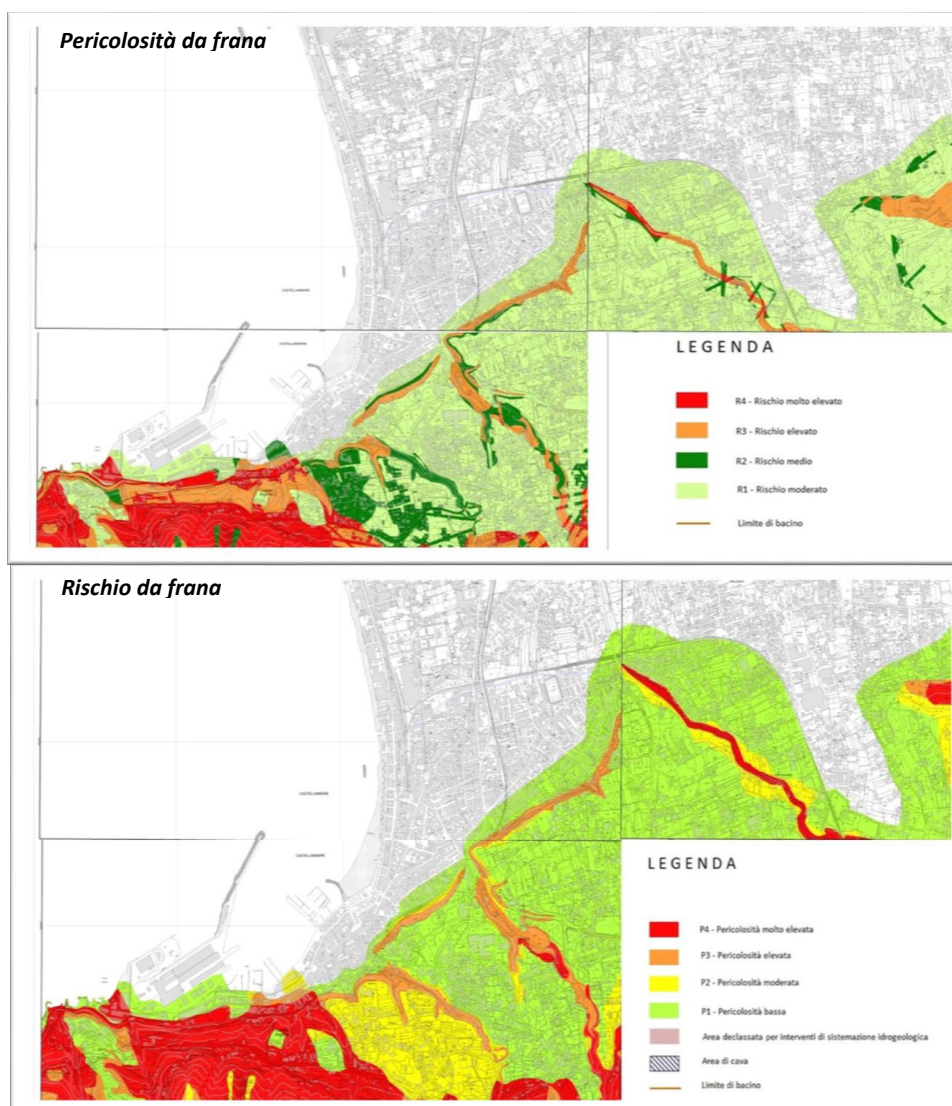 Pericolosità da frana
CASTELLAMMARE
LEGENDA
R4 - Rischio molto elevato
R3 - Rischio elevato
R2 - Rischio medio
R1 - Rischio moderato
Limite di bacino
Rischio da frana
CASTELLAMMARE
LEGENDA
P4 - Pericolosità molto elevata
P3 - Pericolosità elevata
P2 - Pericolosità moderata
P1 - Pericolosità bassa
Area declassata per interventi di sistemazione idrogeologica
Area di cava
Limite di bacino